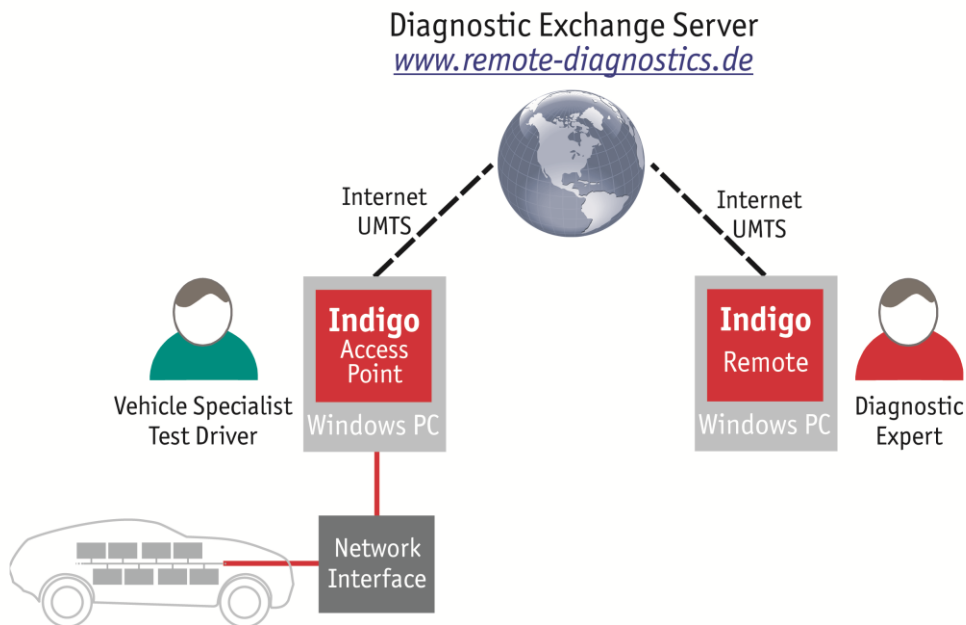 Diagnostic Exchange Server
www.remote-diagnostics.de
Internet
UMTS
Internet
UMTS
Indigo
Access
Point
Windows PC
Vehicle Specialist
Test Driver
Indigo
Remote
Windows PC
Diagnostic
Expert
Network
Interface